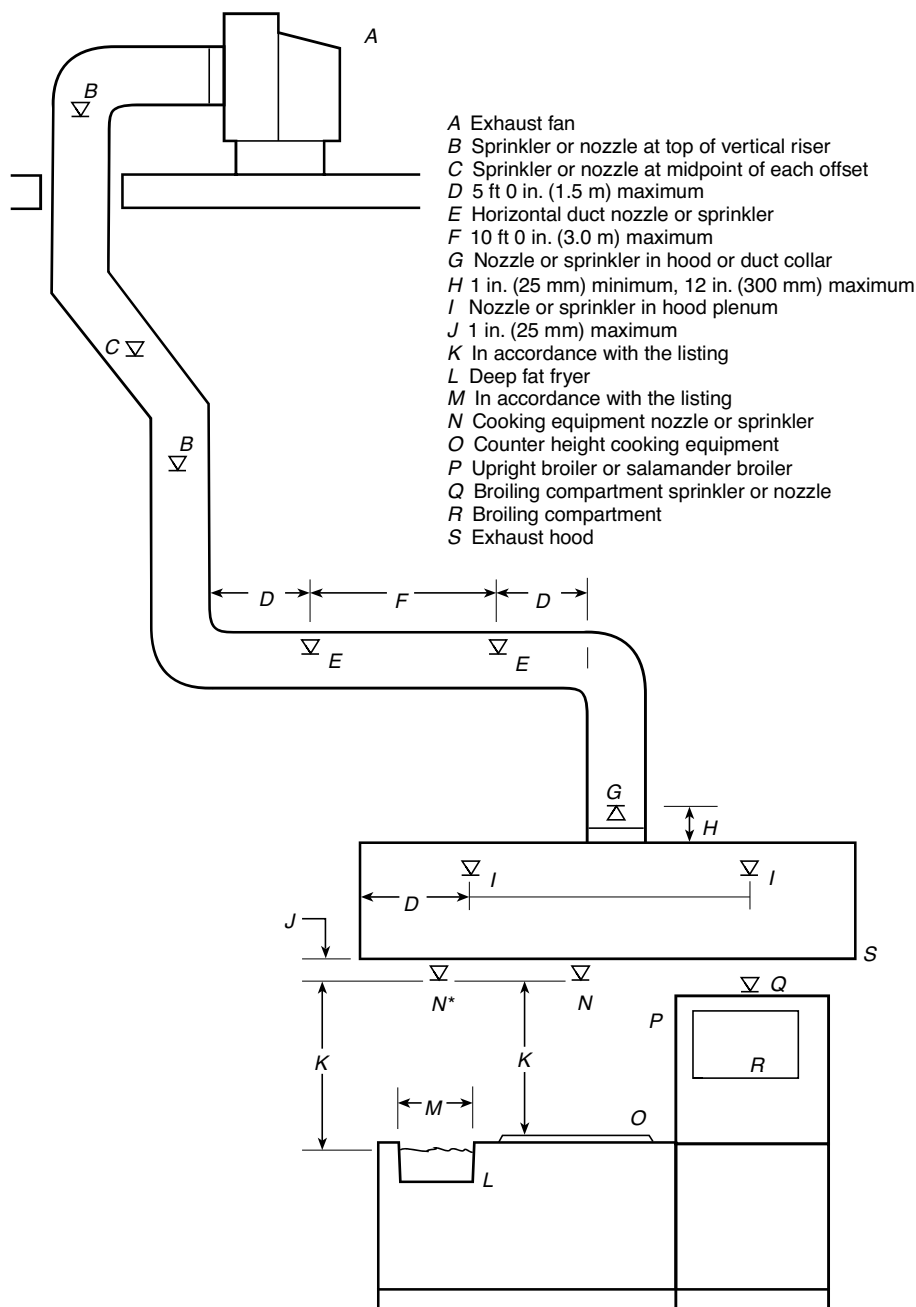 A
B
A Exhaust fan
B Sprinkler or nozzle at top of vertical riser
C Sprinkler or nozzle at midpoint of each offset
D 5 ft 0 in. (1.5 m) maximum
E Horizontal duct nozzle or sprinkler
F 10 ft 0 in. (3.0 m) maximum
G Nozzle or sprinkler in hood or duct collar
H 1 in. (25 mm) minimum, 12 in. (300 mm) maximum
I Nozzle or sprinkler in hood plenum
J 1 in. (25 mm) maximum
K In accordance with the listing
L Deep fat fryer
M In accordance with the listing
N Cooking equipment nozzle or sprinkler
O Counter height cooking equipment
P Upright broiler or salamander broiler
Q Broiling compartment sprinkler or nozzle
R Broiling compartment
S Exhaust hood
C
B
D F D
E E
G
H
I I
D
J
S
N* N Q
P
K K R
M
O
L